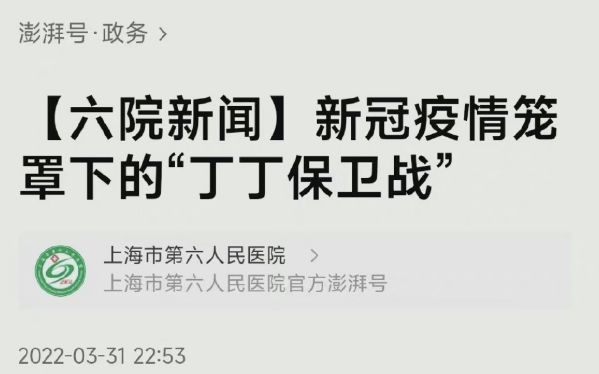 澎湃号·政务 >
【六院新闻】新冠疫情笼
罩下的“丁丁保卫战”
上海市第六人民医院 >
上海市第六人民医院官方澎湃号
2022-03-31 22:53